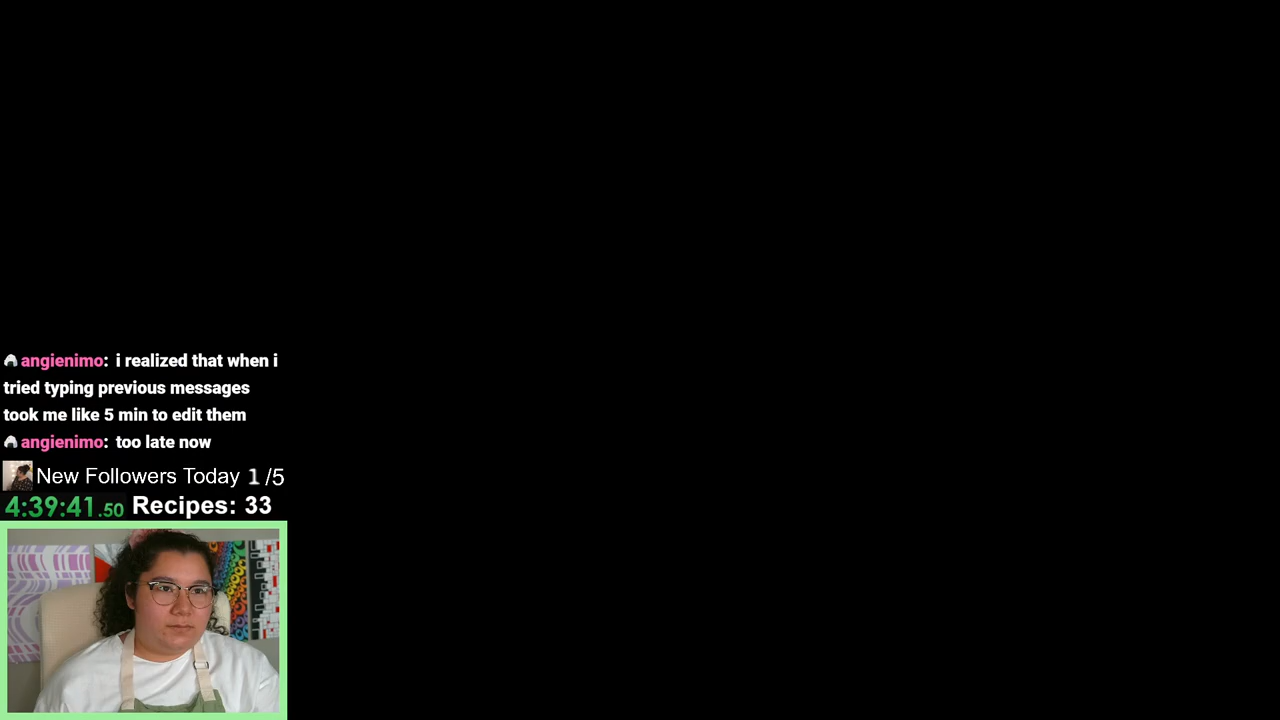 angienimo: i realized that when i
tried typing previous messages
took me like 5 min to edit them
angienimo: too late now
New Followers Today 1 /5
4:39:41.50 Recipes: 33